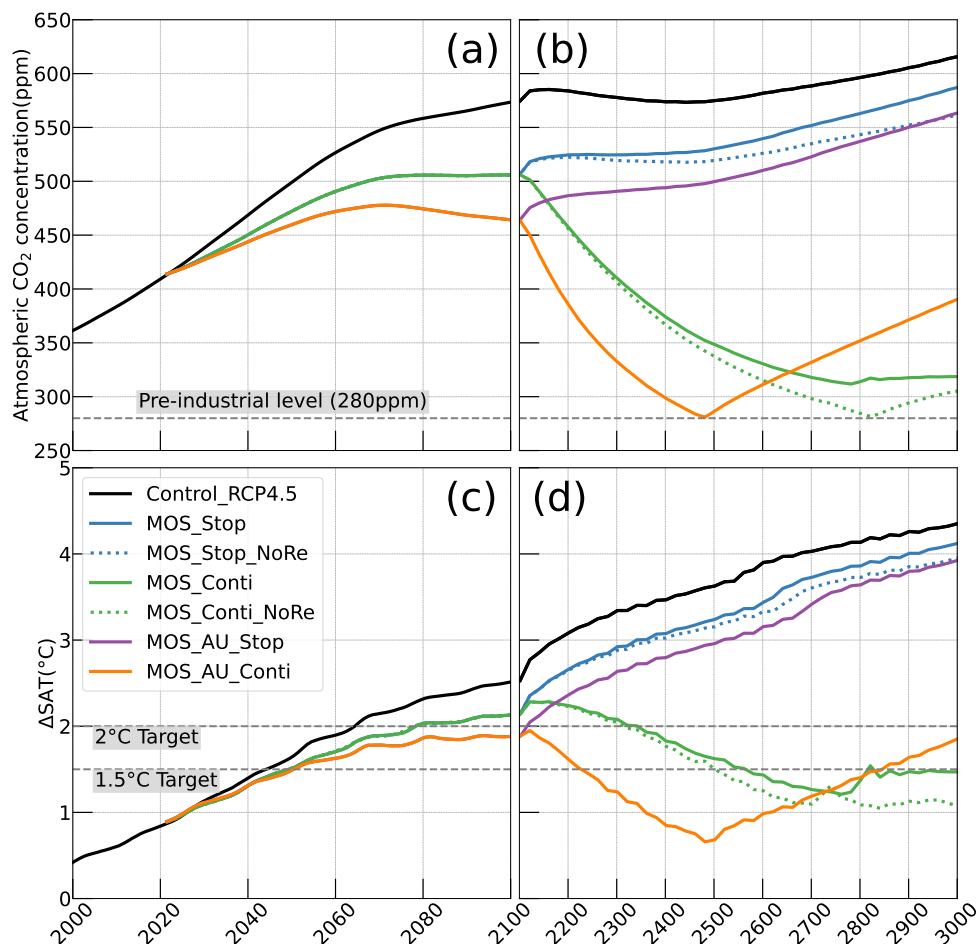 650
600
550
500
450
400
350
300
250
Atmospheric CO₂ concentration(ppm)
(a)
(b)
Pre-industrial level (280ppm)
5
4
3
2
1
0
ΔSAT(°C)
(c)
(d)
Control_RCP4.5
MOS_Stop
MOS_Stop_NoRe
MOS_Conti
MOS_Conti_NoRe
MOS_AU_Stop
MOS_AU_Conti
2°C Target
1.5°C Target
2000
2020
2040
2060
2080
2100
2200
2300
2400
2500
2600
2700
2800
2900
3000